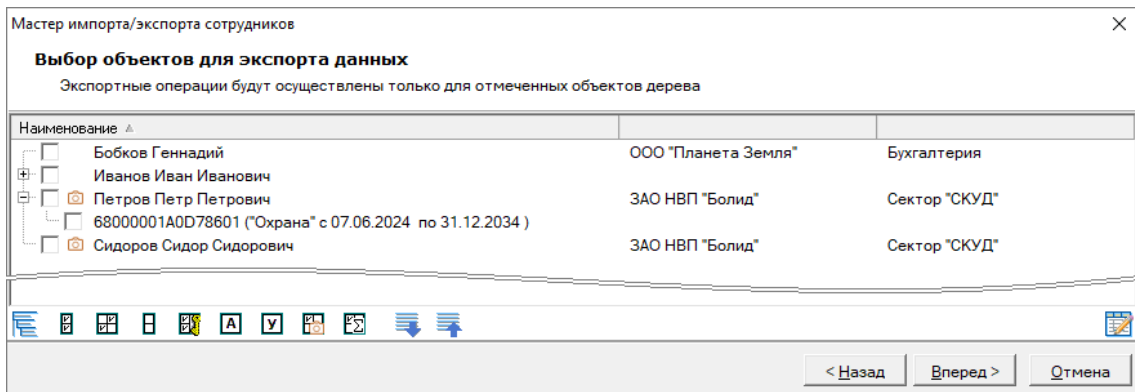 Мастер импорта/экспорта сотрудников
Выбор объектов для экспорта данных
Экспортные операции будут осуществлены только для отмеченных объектов дерева
Наименование
Бобков Геннадий ООО "Планета Земля" Бухгалтерия
Иванов Иван Иванович
Петров Петр Петрович ЗАО НВП "Болид" Сектор "СКУД"
68000001A0D78601 ("Охрана" с 07.06.2024 по 31.12.2034 )
Сидоров Сидор Сидорович ЗАО НВП "Болид" Сектор "СКУД"
А У Σ
< Назад Вперед > Отмена